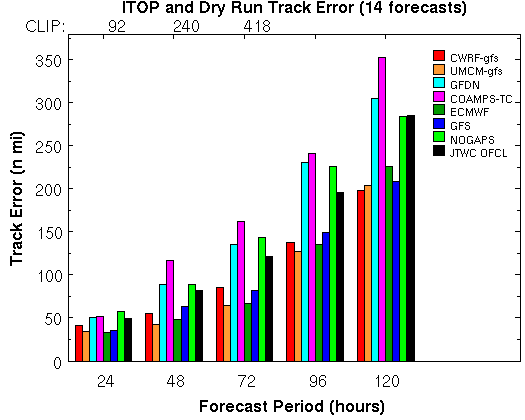 ITOP and Dry Run Track Error (14 forecasts)
CLIP: 92 240 418
350
300
250
200
150
100
50
0
Track Error (n mi)
CWRF-gfs
UMCM-gfs
GFDN
COAMPS-TC
ECMWF
GFS
NOGAPS
JTWC OFCL
24 48 72 96 120
Forecast Period (hours)